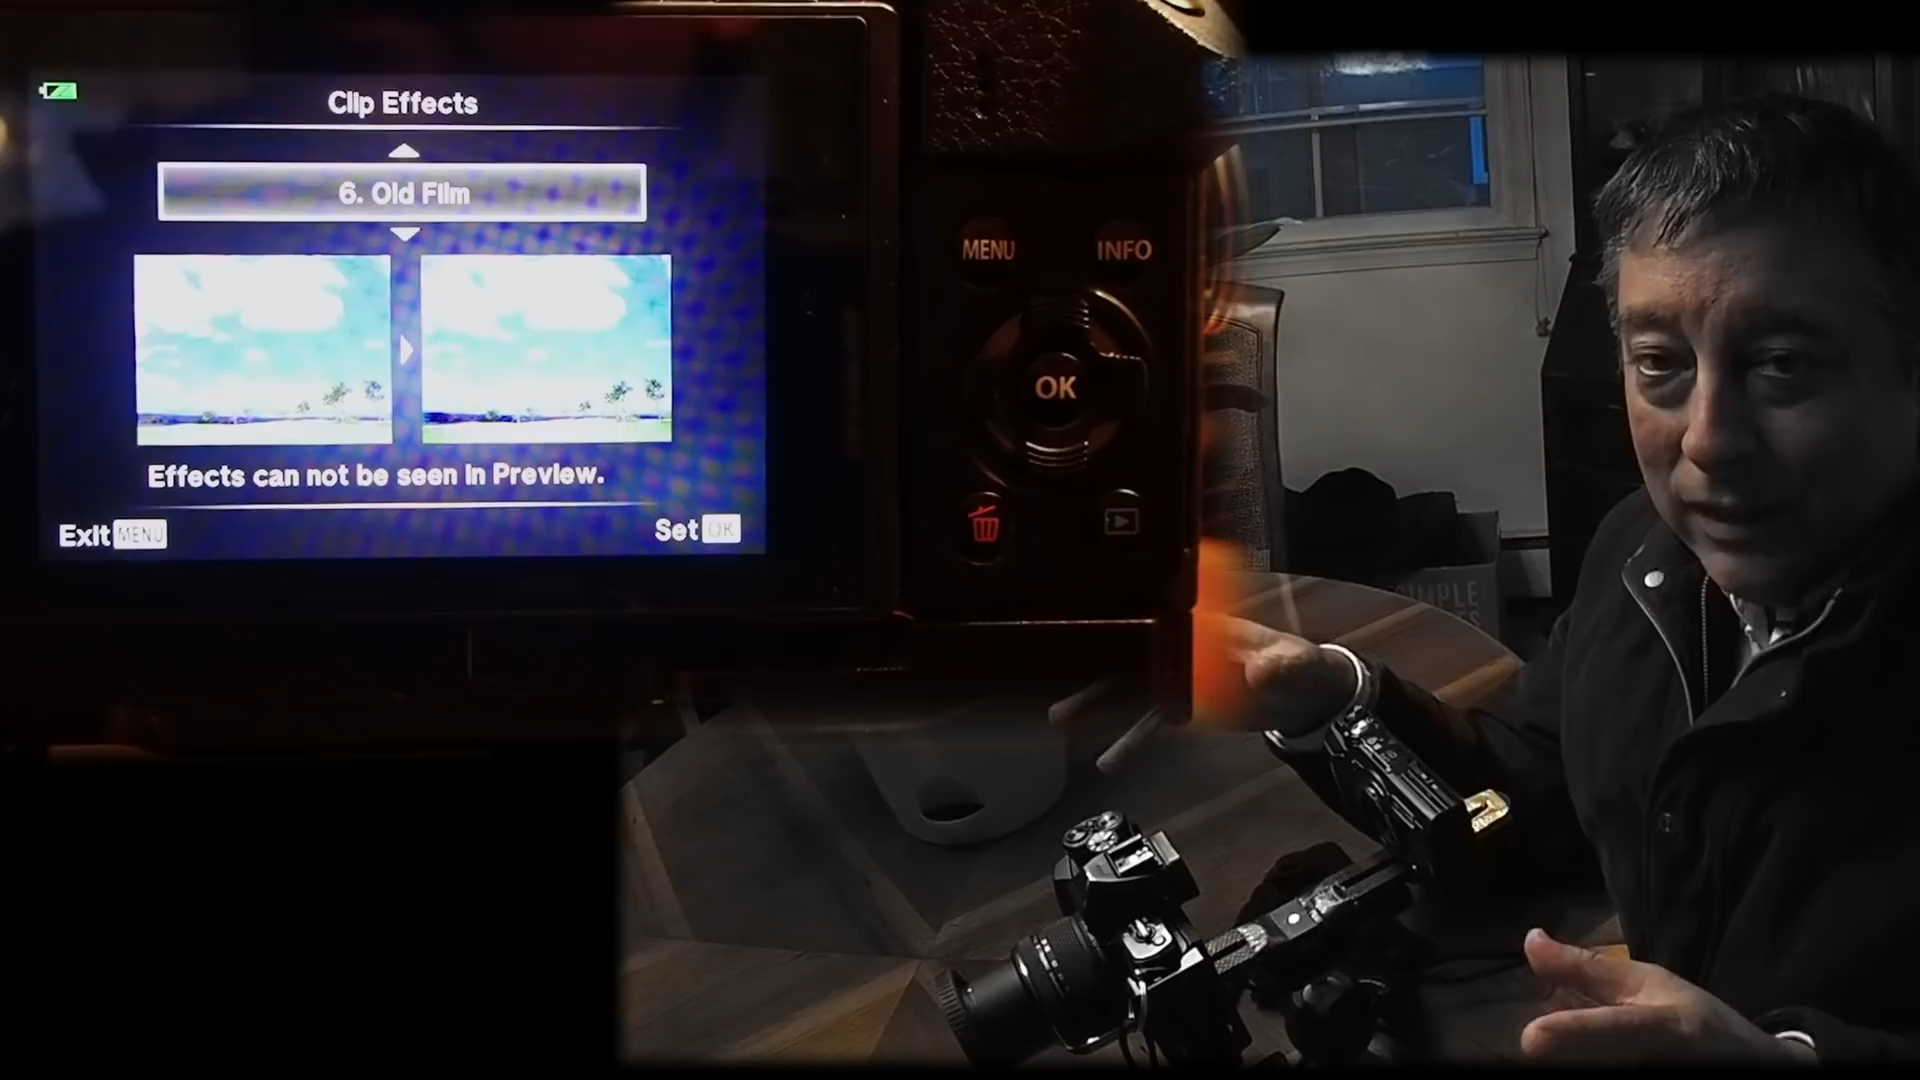 Clip Effects
6. Old Film
Effects can not be seen in Preview.
Exit MENU
Set OK
MENU
INFO
OK